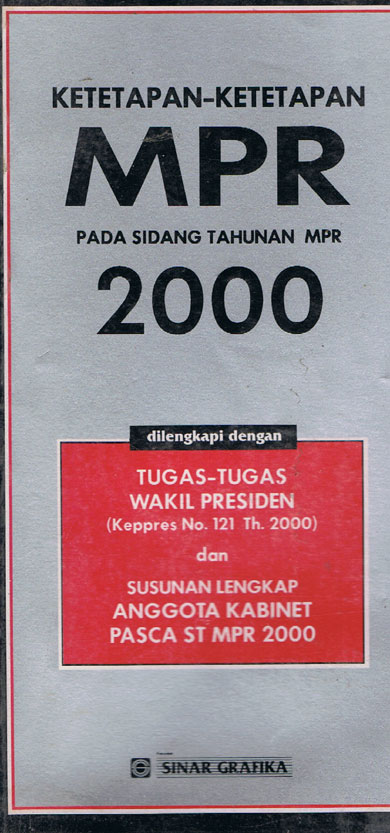 KETETAPAN-KETETAPAN
MPR
PADA SIDANG TAHUNAN MPR
2000
dilengkapi dengan
TUGAS-TUGAS
WAKIL PRESIDEN
(Keppres No. 121 Th. 2000)
dan
SUSUNAN LENGKAP
ANGGOTA KABINET
PASCA ST MPR 2000
SINAR GRAFIKA